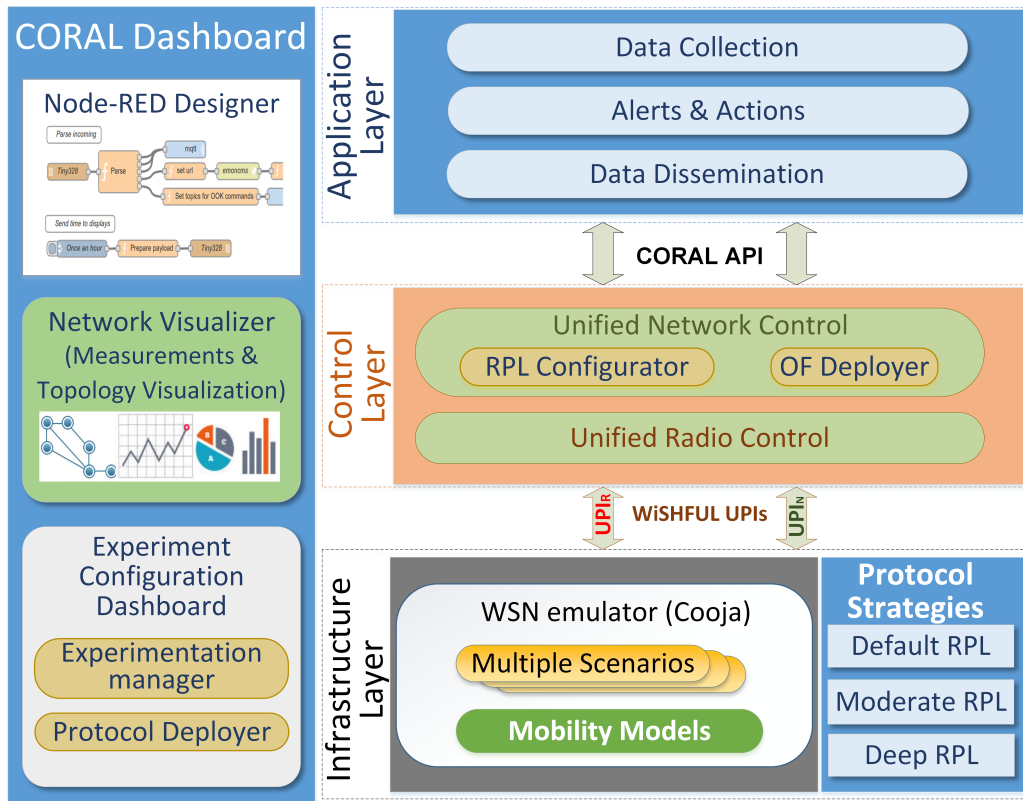 CORAL Dashboard
Node-RED Designer
Parse incoming
Tiny328
Parse
mqtt
set url
emoncms
Set topics for OOK commands
Send time to displays
Once an hour
Prepare payload
Tiny328
Network Visualizer
(Measurements &
Topology Visualization)
B
C
A
Experiment
Configuration
Dashboard
Experimentation
manager
Protocol Deployer
Application
Layer
Data Collection
Alerts & Actions
Data Dissemination
CORAL API
Control
Layer
Unified Network Control
RPL Configurator
OF Deployer
Unified Radio Control
UPIR
WiSHFUL UPIs
UPIN
Infrastructure
Layer
WSN emulator (Cooja)
Multiple Scenarios
Mobility Models
Protocol
Strategies
Default RPL
Moderate RPL
Deep RPL